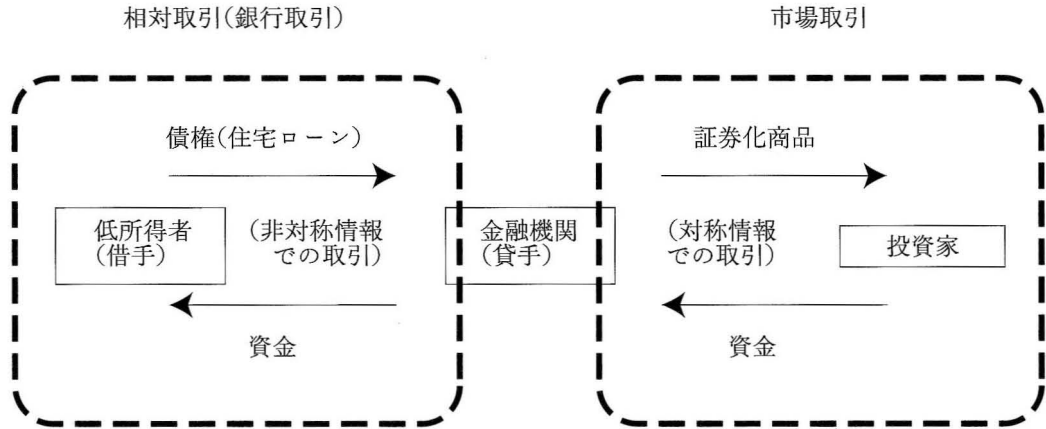 相対取引(銀行取引)
市場取引
債権(住宅ローン)
証券化商品
低所得者
(借手)
(非対称情報
での取引)
金融機関
(貸手)
(対称情報
での取引)
投資家
資金
資金